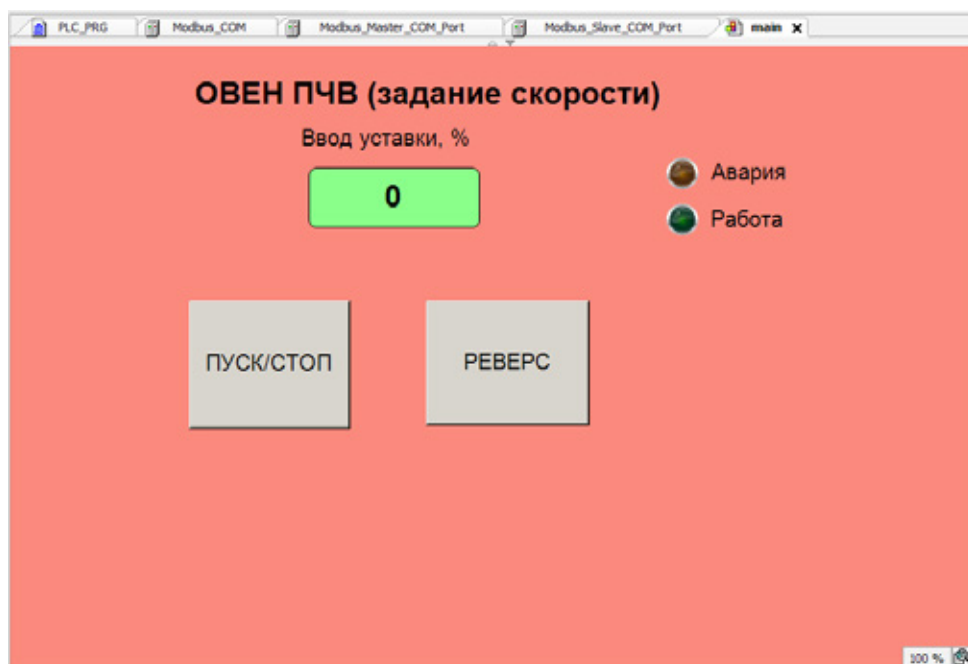 PLC_PRG Modbus_COM Modbus_Master_COM_Port Modbus_Slave_COM_Port main X
ОВЕН ПЧВ (задание скорости)
Ввод уставки, %
0
Авария
Работа
ПУСК/СТОП РЕВЕРС
100 %